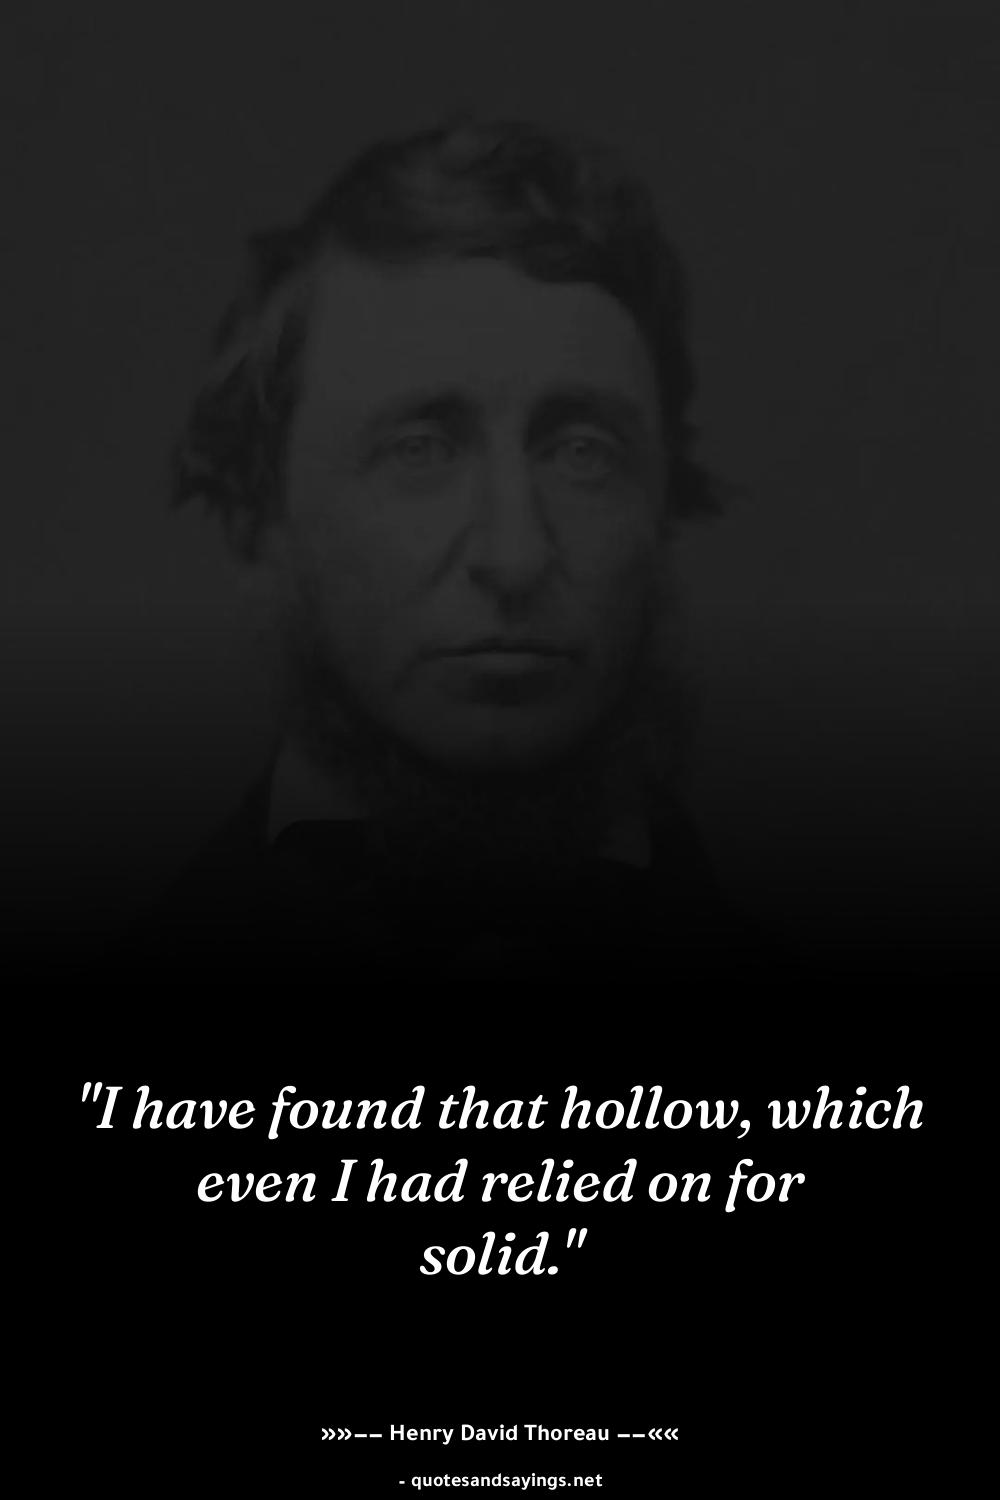 "I have found that hollow, which
even I had relied on for
solid."
»»−− Henry David Thoreau −−««
- quotesandsayings.net